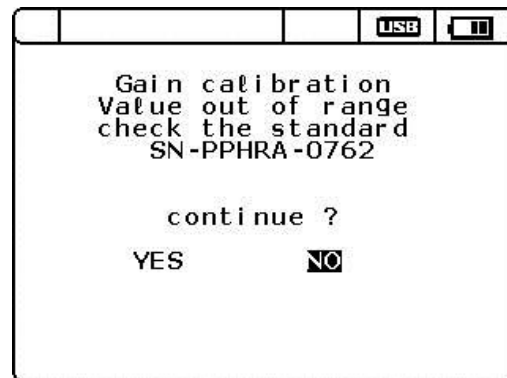 USB
Gain calibration
Value out of range
check the standard
SN-PPHRA-0762
continue ?
YES NO